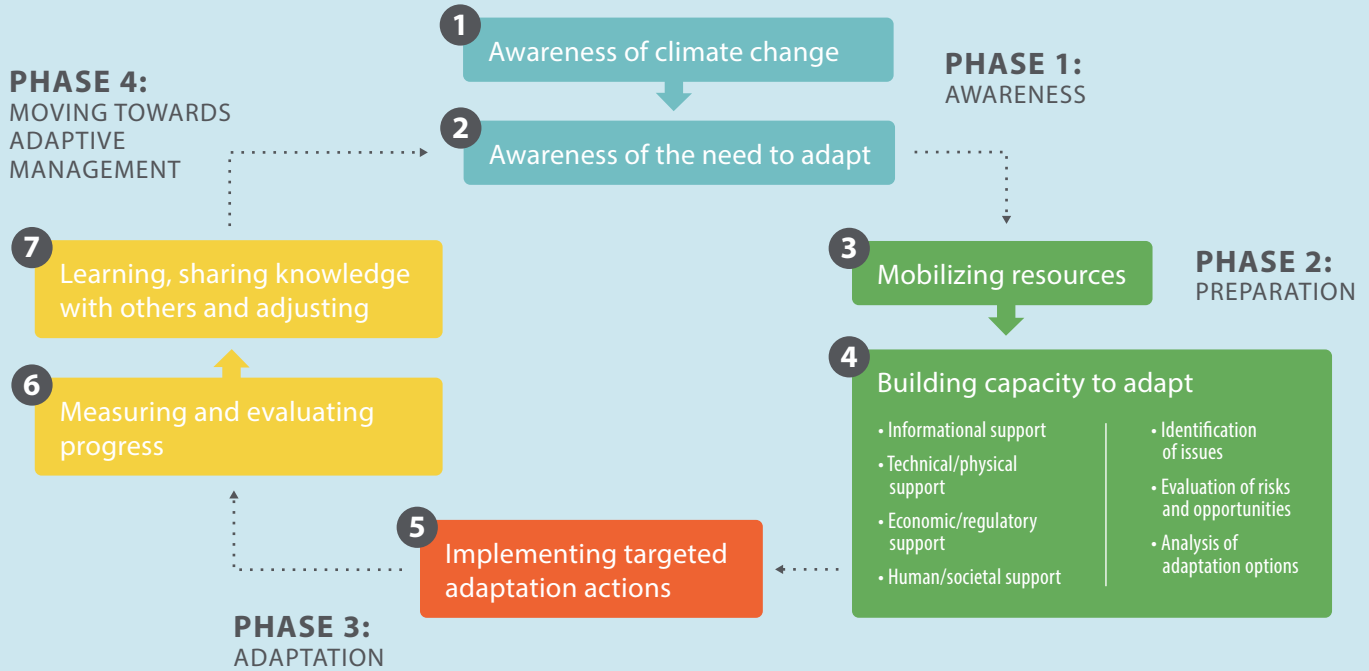 1
Awareness of climate change
PHASE 1:
AWARENESS
2
Awareness of the need to adapt
3
Mobilizing resources
PHASE 2:
PREPARATION
4
Building capacity to adapt
• Informational support
• Technical/physical
support
• Economic/regulatory
support
• Human/societal support
• Identification
of issues
• Evaluation of risks
and opportunities
• Analysis of
adaptation options
5
Implementing targeted
adaptation actions
PHASE 3:
ADAPTATION
6
Measuring and evaluating
progress
7
Learning, sharing knowledge
with others and adjusting
PHASE 4:
MOVING TOWARDS
ADAPTIVE
MANAGEMENT